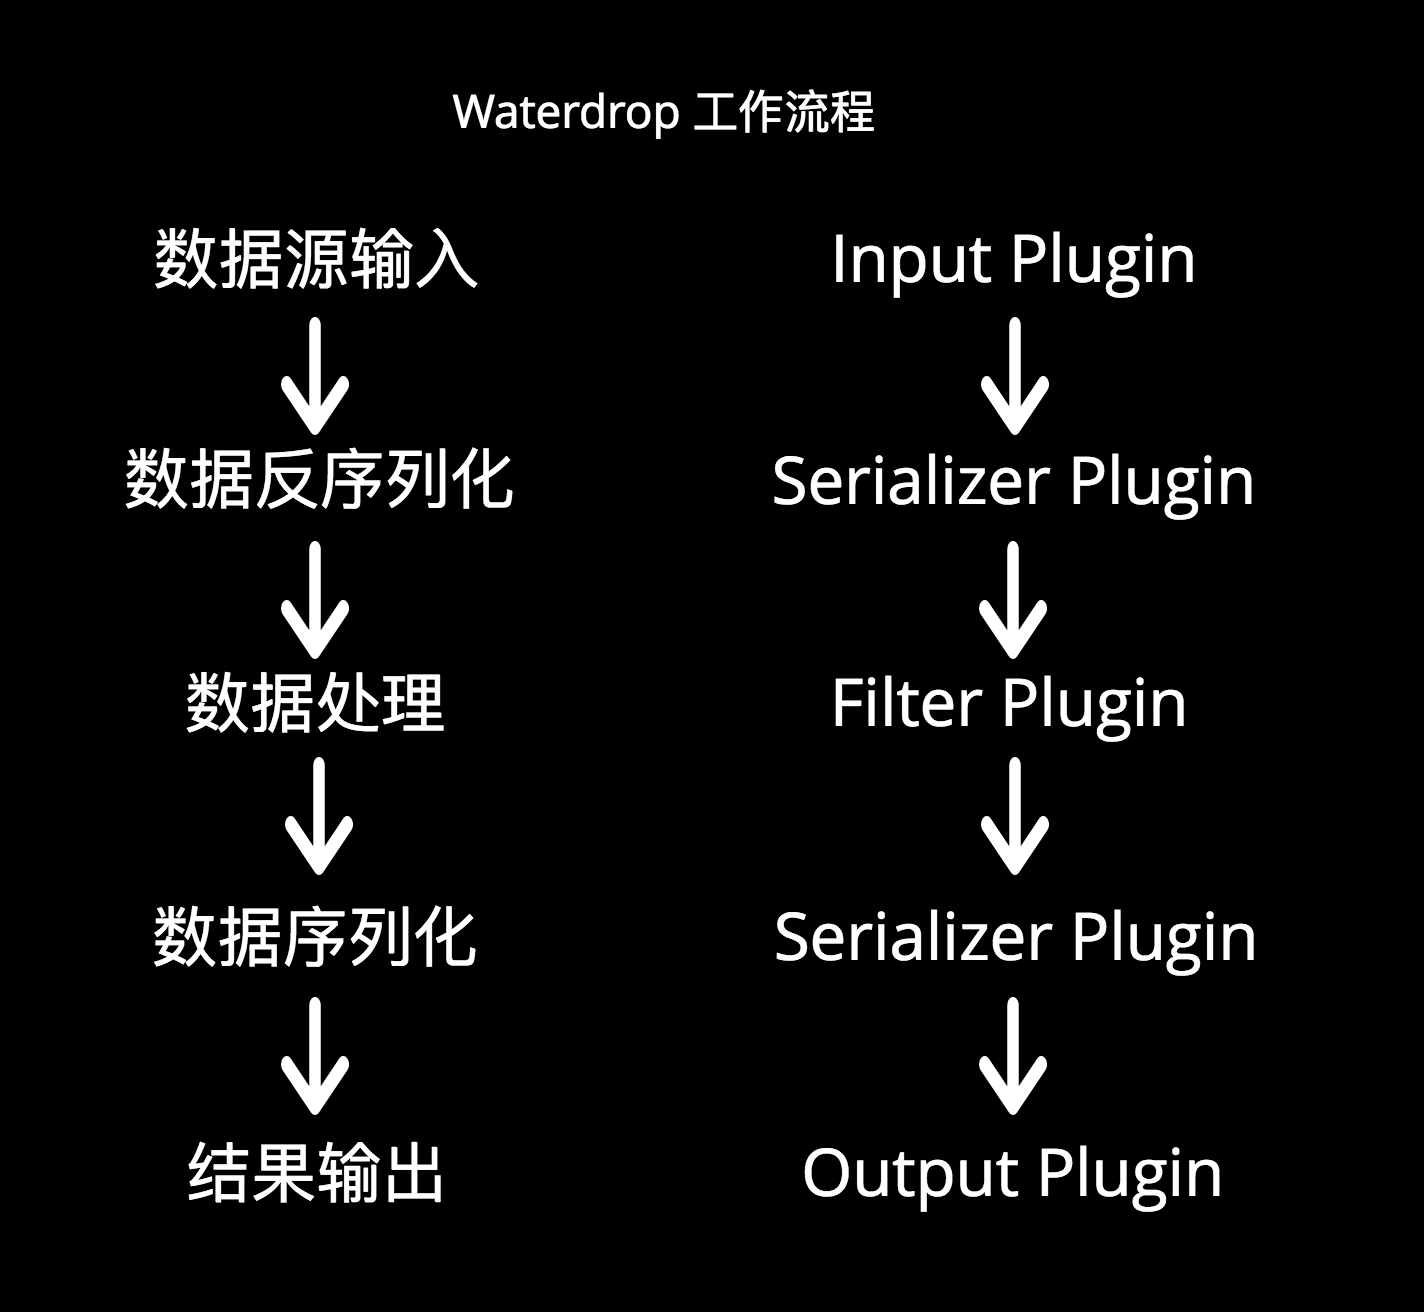 Waterdrop 工作流程
数据源输入
Input Plugin
数据反序列化
Serializer Plugin
数据处理
Filter Plugin
数据序列化
Serializer Plugin
结果输出
Output Plugin